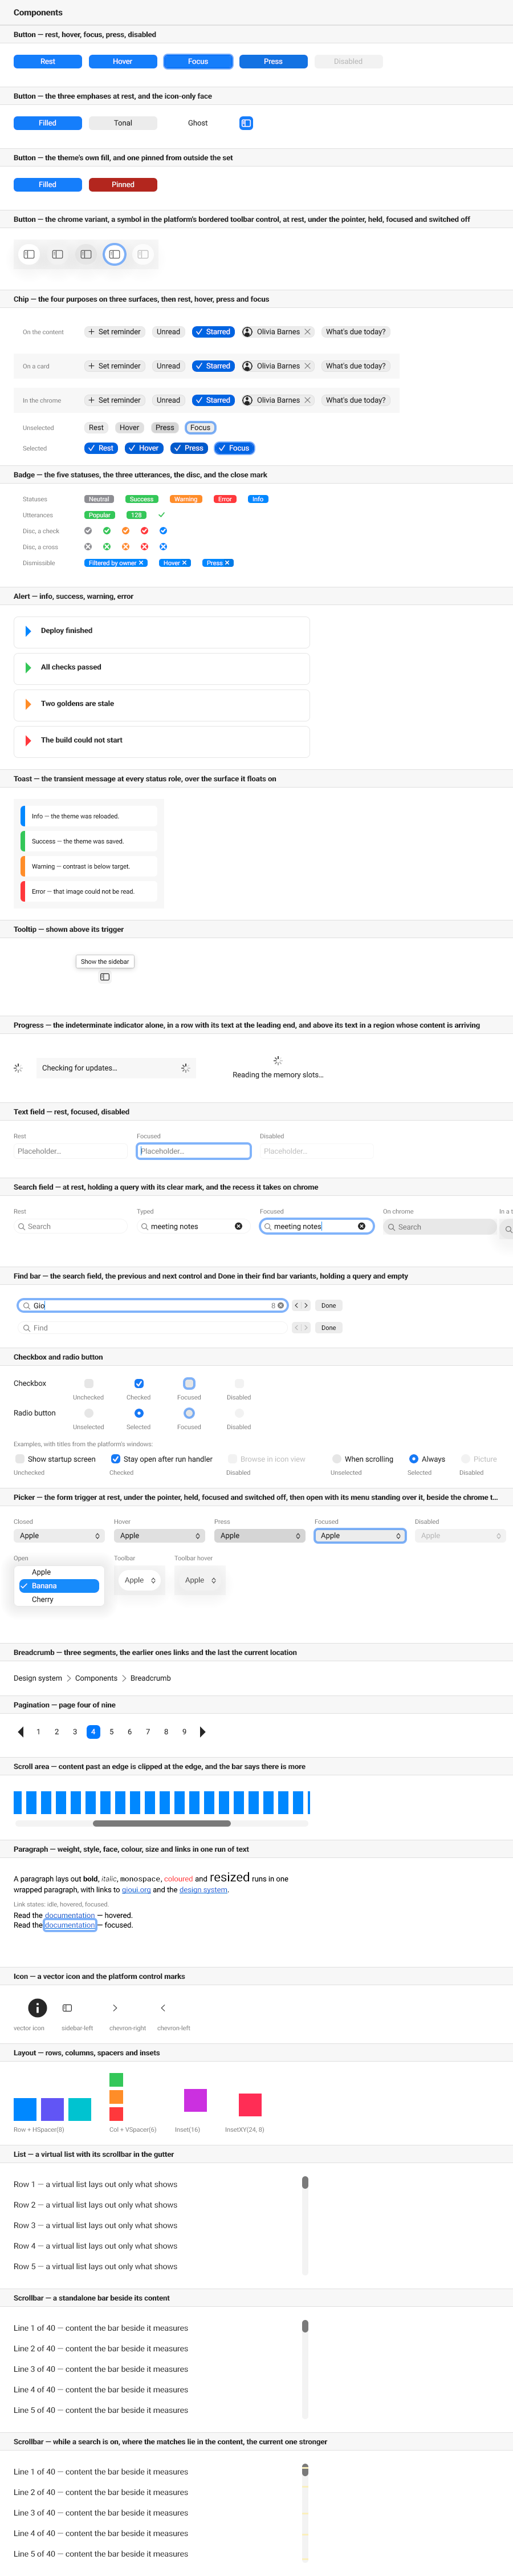 Components
Button — rest, hover, focus, press, disabled
Rest Hover Focus Press Disabled
Button — the three emphases at rest, and the icon-only face
Filled Tonal Ghost
Button — the theme's own fill, and one pinned from outside the set
Filled Pinned
Button — the chrome variant, a symbol in the platform's bordered toolbar control, at rest, under the pointer, held, focused and switched off
Chip — the four purposes on three surfaces, then rest, hover, press and focus
On the content + Set reminder Unread Starred Olivia Barnes What's due today?
On a card + Set reminder Unread Starred Olivia Barnes What's due today?
In the chrome + Set reminder Unread Starred Olivia Barnes What's due today?
Unselected Rest Hover Press Focus
Selected Rest Hover Press Focus
Badge — the five statuses, the three utterances, the disc, and the close mark
Statuses Neutral Success Warning Error Info
Utterances Popular 128
Disc, a check
Disc, a cross
Dismissible Filtered by owner Hover Press
Alert — info, success, warning, error
Deploy finished
All checks passed
Two goldens are stale
The build could not start
Toast — the transient message at every status role, over the surface it floats on
Info — the theme was reloaded.
Success — the theme was saved.
Warning — contrast is below target.
Error — that image could not be read.
Tooltip — shown above its trigger
Show the sidebar
Progress — the indeterminate indicator alone, in a row with its text at the leading end, and above its text in a region whose content is arriving
Checking for updates...
Reading the memory slots...
Text field — rest, focused, disabled
Rest Focused Disabled
Placeholder... Placeholder... Placeholder...
Search field — at rest, holding a query with its clear mark, and the recess it takes on chrome
Rest Typed Focused On chrome In a t
Search meeting notes meeting notes Search
Find bar — the search field, the previous and next control and Done in their find bar variants, holding a query and empty
Gio 8 Done
Find Done
Checkbox and radio button
Checkbox
Unchecked Checked Focused Disabled
Radio button
Unselected Selected Focused Disabled
Examples, with titles from the platform's windows:
Show startup screen Stay open after run handler Browse in icon view When scrolling Always Picture
Unchecked Checked Disabled Unselected Selected Disabled
Picker — the form trigger at rest, under the pointer, held, focused and switched off, then open with its menu standing over it, beside the chrome t...
Closed Hover Press Focused Disabled
Apple Apple Apple Apple Apple
Open Toolbar Toolbar hover
Apple
Banana Apple Apple
Cherry
Breadcrumb — three segments, the earlier ones links and the last the current location
Design system Components Breadcrumb
Pagination — page four of nine
1 2 3 4 5 6 7 8 9
Scroll area — content past an edge is clipped at the edge, and the bar says there is more
Paragraph — weight, style, face, colour, size and links in one run of text
A paragraph lays out bold, italic, monospace, coloured and resized runs in one
wrapped paragraph, with links to gioui.org and the design system.
Link states: idle, hovered, focused.
Read the documentation — hovered.
Read the documentation — focused.
Icon — a vector icon and the platform control marks
vector icon sidebar-left chevron-right chevron-left
Layout — rows, columns, spacers and insets
Row + HSpacer(8) Col + VSpacer(6) Inset(16) InsetXY(24, 8)
List — a virtual list with its scrollbar in the gutter
Row 1 — a virtual list lays out only what shows
Row 2 — a virtual list lays out only what shows
Row 3 — a virtual list lays out only what shows
Row 4 — a virtual list lays out only what shows
Row 5 — a virtual list lays out only what shows
Scrollbar — a standalone bar beside its content
Line 1 of 40 — content the bar beside it measures
Line 2 of 40 — content the bar beside it measures
Line 3 of 40 — content the bar beside it measures
Line 4 of 40 — content the bar beside it measures
Line 5 of 40 — content the bar beside it measures
Scrollbar — while a search is on, where the matches lie in the content, the current one stronger
Line 1 of 40 — content the bar beside it measures
Line 2 of 40 — content the bar beside it measures
Line 3 of 40 — content the bar beside it measures
Line 4 of 40 — content the bar beside it measures
Line 5 of 40 — content the bar beside it measures